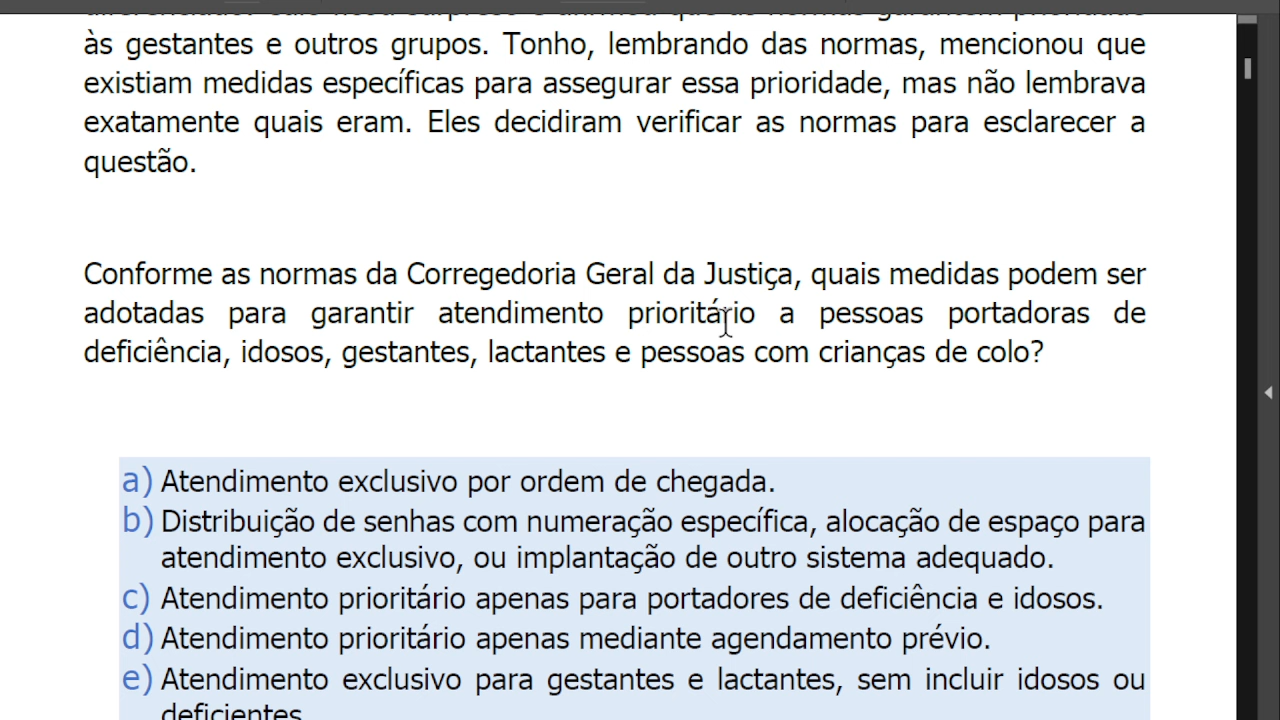 às gestantes e outros grupos. Tonho, lembrando das normas, mencionou que
existiam medidas específicas para assegurar essa prioridade, mas não lembrava
exatamente quais eram. Eles decidiram verificar as normas para esclarecer a
questão.
Conforme as normas da Corregedoria Geral da Justiça, quais medidas podem ser
adotadas para garantir atendimento prioritário a pessoas portadoras de
deficiência, idosos, gestantes, lactantes e pessoas com crianças de colo?
a) Atendimento exclusivo por ordem de chegada.
b) Distribuição de senhas com numeração específica, alocação de espaço para
atendimento exclusivo, ou implantação de outro sistema adequado.
c) Atendimento prioritário apenas para portadores de deficiência e idosos.
d) Atendimento prioritário apenas mediante agendamento prévio.
e) Atendimento exclusivo para gestantes e lactantes, sem incluir idosos ou
deficientes